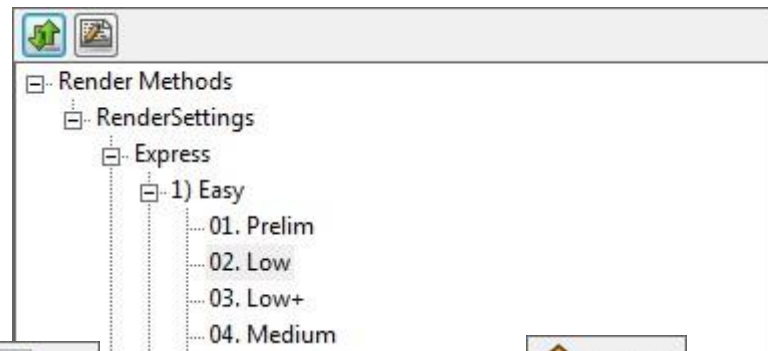 Render Methods
RenderSettings
Express
1) Easy
01. Prelim
02. Low
03. Low+
04. Medium